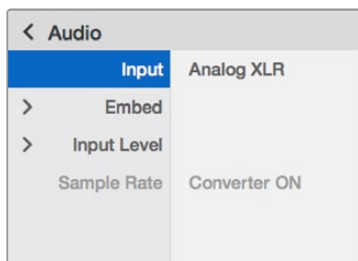 Audio
Input Analog XLR
Embed
Input Level
Sample Rate Converter ON